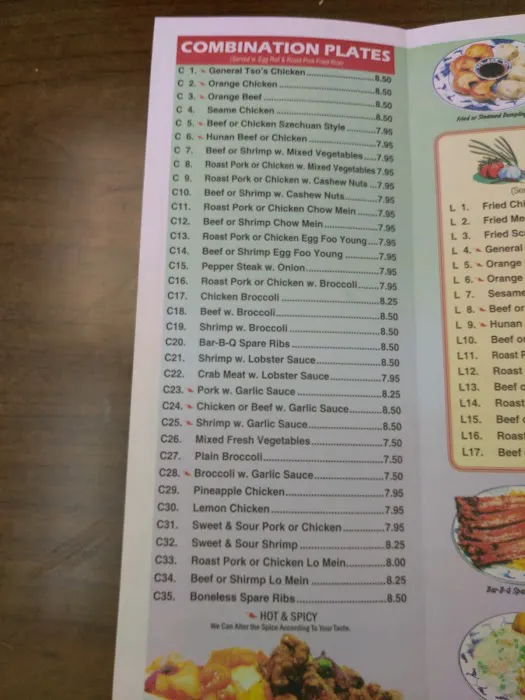 COMBINATION PLATES
(Served w. Egg Roll & Roast Pork Fried Rice)
C 1. General Tso's Chicken 8.50
C 2. Orange Chicken 8.50
C 3. Orange Beef 8.50
C 4. Seame Chicken 8.50
C 5. Beef or Chicken Szechuan Style 7.95
C 6. Hunan Beef or Chicken 7.95
C 7. Beef or Shrimp w. Mixed Vegetables 7.95
C 8. Roast Pork or Chicken w. Mixed Vegetables 7.95
C 9. Roast Pork or Chicken w. Cashew Nuts 7.95
C10. Beef or Shrimp w. Cashew Nuts 7.95
C11. Roast Pork or Chicken Chow Mein 7.95
C12. Beef or Shrimp Chow Mein 7.95
C13. Roast Pork or Chicken Egg Foo Young 7.95
C14. Beef or Shrimp Egg Foo Young 7.95
C15. Pepper Steak w. Onion 7.95
C16. Roast Pork or Chicken w. Broccoli 7.95
C17. Chicken Broccoli 8.25
C18. Beef w. Broccoli 8.50
C19. Shrimp w. Broccoli 8.50
C20. Bar-B-Q Spare Ribs 8.50
C21. Shrimp w. Lobster Sauce 8.50
C22. Crab Meat w. Lobster Sauce 7.95
C23. Pork w. Garlic Sauce 8.25
C24. Chicken or Beef w. Garlic Sauce 8.50
C25. Shrimp w. Garlic Sauce 8.50
C26. Mixed Fresh Vegetables 7.50
C27. Plain Broccoli 7.50
C28. Broccoli w. Garlic Sauce 7.50
C29. Pineapple Chicken 7.95
C30. Lemon Chicken 7.95
C31. Sweet & Sour Pork or Chicken 7.95
C32. Sweet & Sour Shrimp 8.25
C33. Roast Pork or Chicken Lo Mein 8.00
C34. Beef or Shirmp Lo Mein 8.25
C35. Boneless Spare Ribs 8.50
HOT & SPICY
We Can Alter the Spice According To Your Taste.
Fried or Steamed Dumpling
(Se
L 1. Fried Chi
L 2. Fried Me
L 3. Fried Sc
L 4. General
L 5. Orange
L 6. Orange
L 7. Sesame
L 8. Beef or
L 9. Hunan
L10. Beef o
L11. Roast P
L12. Roast
L13. Beef o
L14. Roast
L15. Beef
L16. Roas
L17. Beef
Bar-B-Q Spa